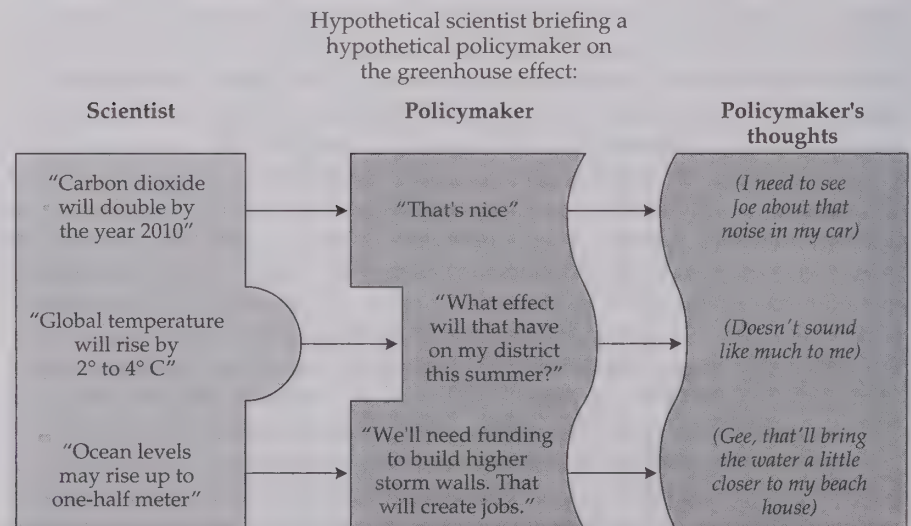 Hypothetical scientist briefing a
hypothetical policymaker on
the greenhouse effect:
Scientist
Policymaker
Policymaker's
thoughts
"Carbon dioxide
will double by
the year 2010"
"That's nice"
(I need to see
Joe about that
noise in my car)
"Global temperature
will rise by
2° to 4° C"
"What effect
will that have
on my district
this summer?"
(Doesn't sound
like much to me)
"Ocean levels
may rise up to
one-half meter"
"We'll need funding
to build higher
storm walls. That
will create jobs."
(Gee, that'll bring
the water a little
closer to my beach
house)